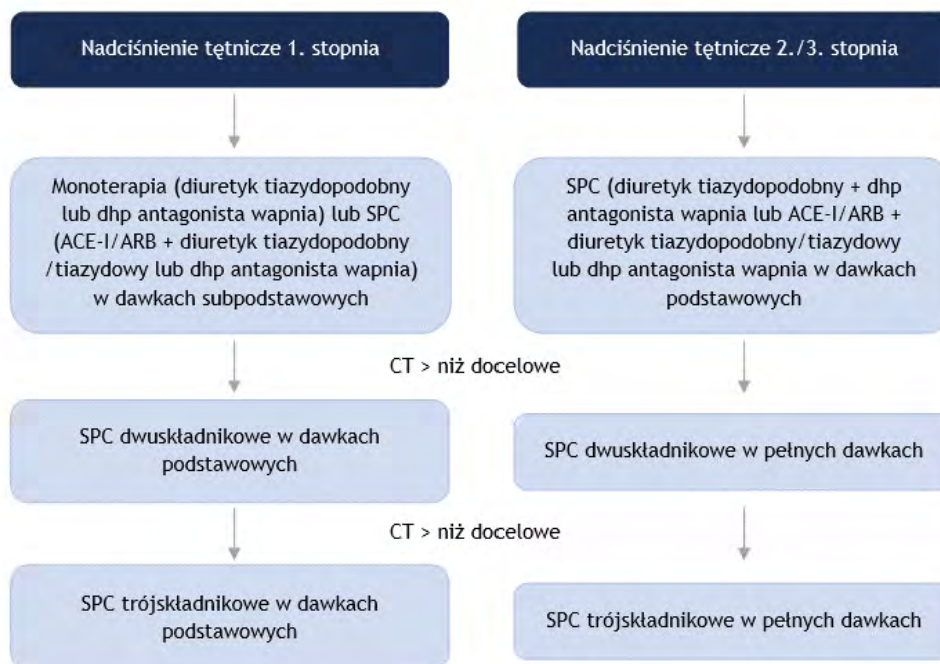 Nadciśnienie tętnicze 1. stopnia
Nadciśnienie tętnicze 2./3. stopnia
Monoterapia (diuretyk tiazydopodobny
lub dhp antagonista wapnia) lub SPC
(ACE-I/ARB + diuretyk tiazydopodobny
/tiazydowy lub dhp antagonista wapnia)
w dawkach subpodstawowych
SPC (diuretyk tiazydopodobny + dhp
antagonista wapnia lub ACE-I/ARB +
diuretyk tiazydopodobny/tiazydowy
lub dhp antagonista wapnia w dawkach
podstawowych
CT > niż docelowe
SPC dwuskładnikowe w dawkach
podstawowych
SPC dwuskładnikowe w pełnych dawkach
CT > niż docelowe
SPC trójskładnikowe w dawkach
podstawowych
SPC trójskładnikowe w pełnych dawkach